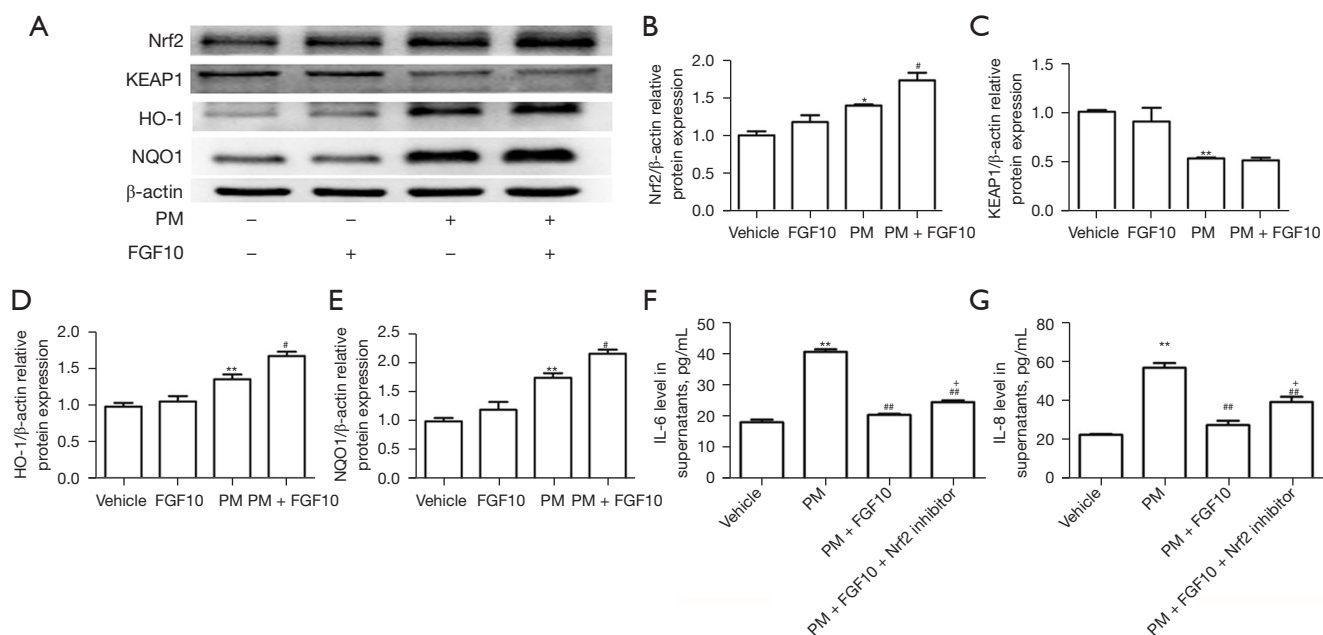 A
Nrf2
KEAP1
HO-1
NQO1
β-actin
PM – – + +
FGF10 – + – +
B
Nrf2/β-actin relative
protein expression
2.0
1.5
1.0
0.5
0.0
*
#
Vehicle FGF10 PM PM + FGF10
C
KEAP1/β-actin relative
protein expression
1.5
1.0
0.5
0.0
**
Vehicle FGF10 PM PM + FGF10
D
HO-1/β-actin relative
protein expression
2.0
1.5
1.0
0.5
0.0
**
#
Vehicle FGF10 PM PM + FGF10
E
NQO1/β-actin relative
protein expression
2.5
2.0
1.5
1.0
0.5
0.0
**
#
Vehicle FGF10 PM PM + FGF10
F
IL-6 level in
supernatants, pg/mL
50
40
30
20
10
0
**
##
+
##
Vehicle
PM
PM + FGF10
PM + FGF10 + Nrf2 inhibitor
G
IL-8 level in
supernatants, pg/mL
80
60
40
20
0
**
##
+
##
Vehicle
PM
PM + FGF10
PM + FGF10 + Nrf2 inhibitor